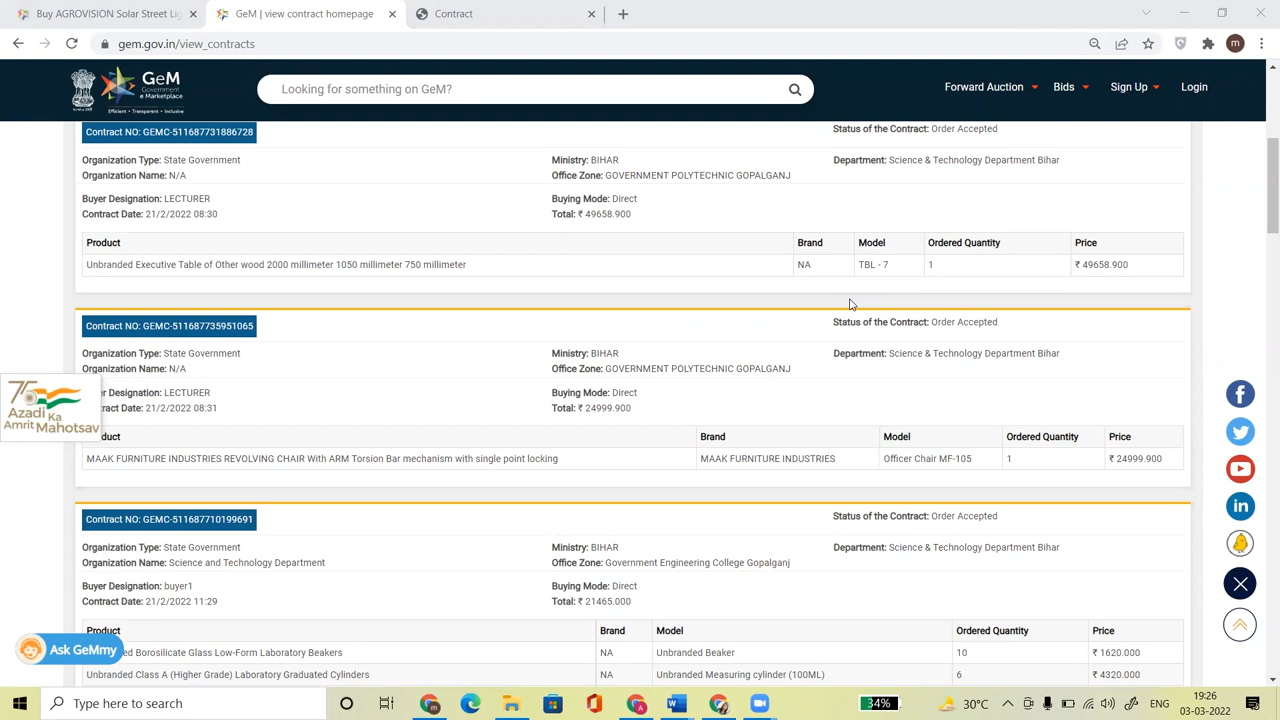 Buy AGROVISION Solar Street Lig
GeM | view contract homepage
Contract
gem.gov.in/view_contracts
m
GeM
Government
e Marketplace
Efficient • Transparent • Inclusive
Looking for something on GeM?
Forward Auction
Bids
Sign Up
Login
Contract NO: GEMC-511687731886728
Status of the Contract: Order Accepted
Organization Type: State Government
Ministry: BIHAR
Department: Science & Technology Department Bihar
Organization Name: N/A
Office Zone: GOVERNMENT POLYTECHNIC GOPALGANJ
Buyer Designation: LECTURER
Buying Mode: Direct
Contract Date: 21/2/2022 08:30
Total: ₹ 49658.900
Product Brand Model Ordered Quantity Price
Unbranded Executive Table of Other wood 2000 millimeter 1050 millimeter 750 millimeter NA TBL - 7 1 ₹ 49658.900
Contract NO: GEMC-511687735951065
Status of the Contract: Order Accepted
Organization Type: State Government
Ministry: BIHAR
Department: Science & Technology Department Bihar
Organization Name: N/A
Office Zone: GOVERNMENT POLYTECHNIC GOPALGANJ
er Designation: LECTURER
Buying Mode: Direct
tract Date: 21/2/2022 08:31
Total: ₹ 24999.900
75
Azadi
Ka
Amrit
Mahotsav
oduct Brand Model Ordered Quantity Price
MAAK FURNITURE INDUSTRIES REVOLVING CHAIR With ARM Torsion Bar mechanism with single point locking MAAK FURNITURE INDUSTRIES Officer Chair MF-105 1 ₹ 24999.900
Contract NO: GEMC-511687710199691
Status of the Contract: Order Accepted
Organization Type: State Government
Ministry: BIHAR
Department: Science & Technology Department Bihar
Organization Name: Science and Technology Department
Office Zone: Government Engineering College Gopalganj
Buyer Designation: buyer1
Buying Mode: Direct
Contract Date: 21/2/2022 11:29
Total: ₹ 21465.000
Product Brand Model Ordered Quantity Price
ed Borosilicate Glass Low-Form Laboratory Beakers NA Unbranded Beaker 10 ₹ 1620.000
Unbranded Class A (Higher Grade) Laboratory Graduated Cylinders NA Unbranded Measuring cylinder (100ML) 6 ₹ 4320.000
Ask GeMmy
Type here to search
34%
30°C
ENG
19:26
03-03-2022